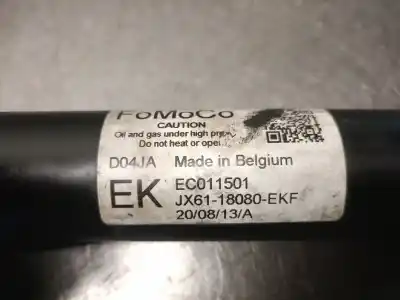 FoMoCo
CAUTION
Oil and gas under high
Do not heat or
D04JA Made in Belgium
EK EC011501
JX61-18080-EKF
20/08/13/A